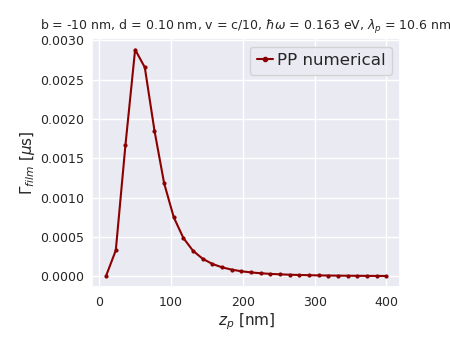 b = -10 nm, d = 0.10 nm, v = c/10, ℏω = 0.163 eV, λp = 10.6 nm
0.0030
0.0025
0.0020
0.0015
0.0010
0.0005
0.0000
Γfilm [μs]
PP numerical
0 100 200 300 400
zp [nm]